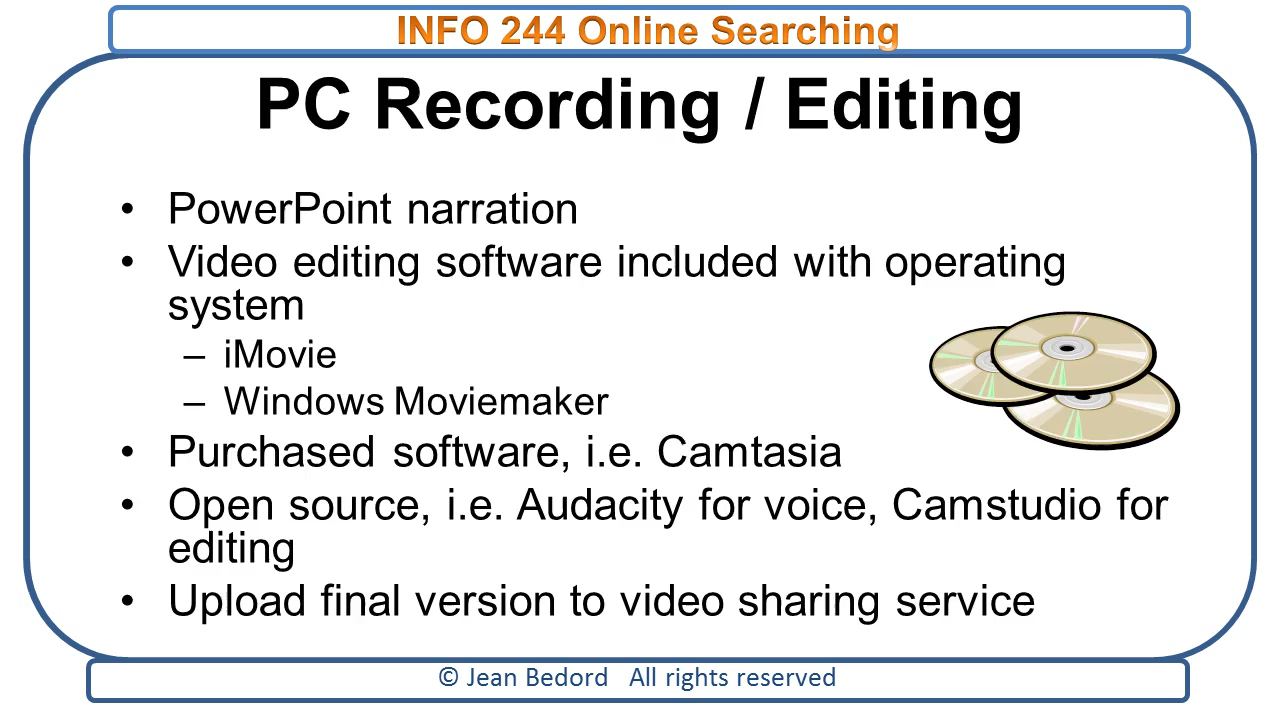 INFO 244 Online Searching
PC Recording / Editing
• PowerPoint narration
• Video editing software included with operating
system
– iMovie
– Windows Moviemaker
• Purchased software, i.e. Camtasia
• Open source, i.e. Audacity for voice, Camstudio for
editing
• Upload final version to video sharing service
© Jean Bedord All rights reserved